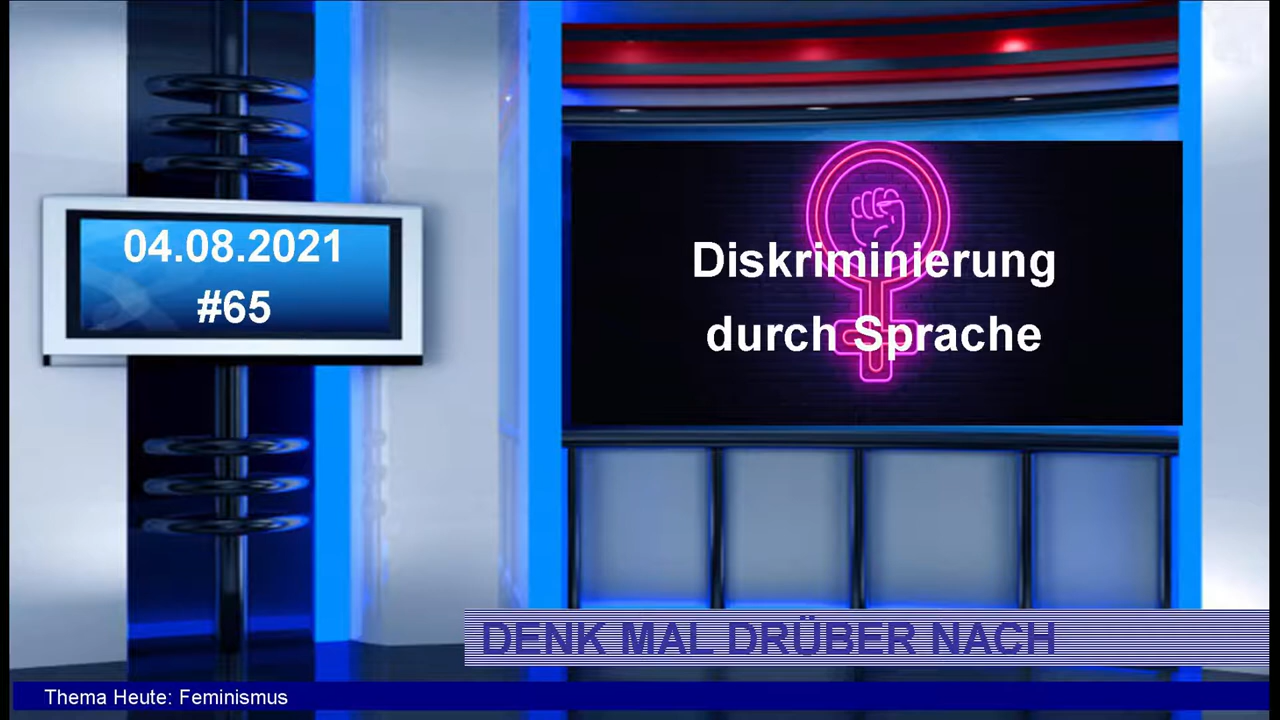 04.08.2021
#65
Diskriminierung
durch Sprache
DENK MAL DRÜBER NACH
Thema Heute: Feminismus